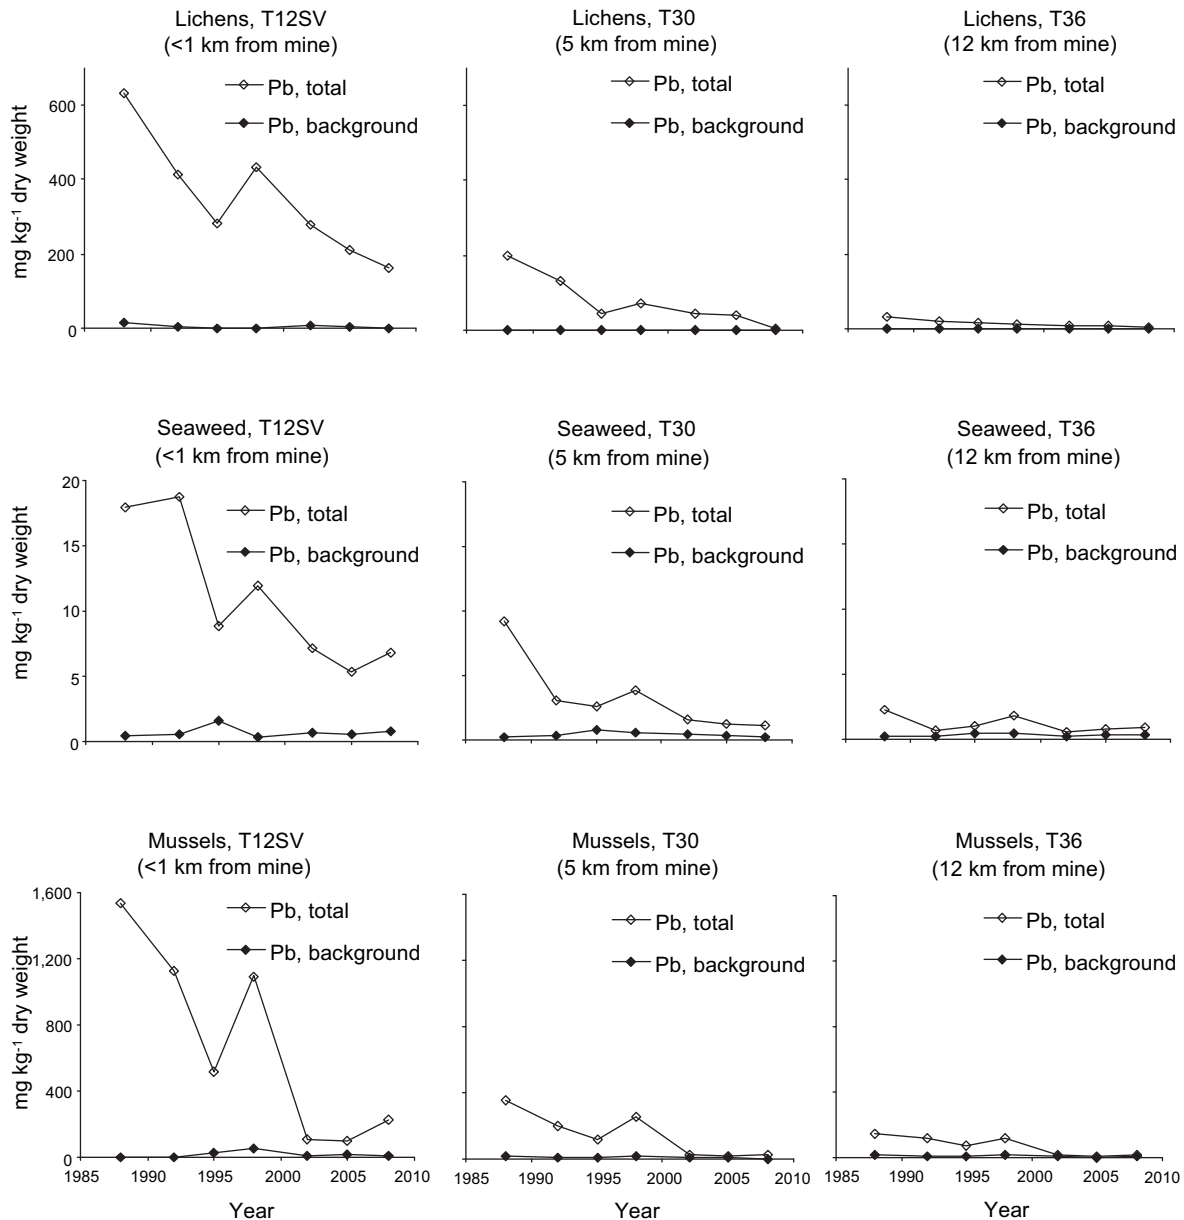 Lichens, T12SV
(<1 km from mine)
Lichens, T30
(5 km from mine)
Lichens, T36
(12 km from mine)
mg kg-1 dry weight
600
400
200
0
Pb, total
Pb, background
Pb, total
Pb, background
Pb, total
Pb, background
Seaweed, T12SV
(<1 km from mine)
Seaweed, T30
(5 km from mine)
Seaweed, T36
(12 km from mine)
mg kg-1 dry weight
20
15
10
5
0
Pb, total
Pb, background
Pb, total
Pb, background
Pb, total
Pb, background
Mussels, T12SV
(<1 km from mine)
Mussels, T30
(5 km from mine)
Mussels, T36
(12 km from mine)
mg kg-1 dry weight
1,600
1,200
800
400
0
Pb, total
Pb, background
Pb, total
Pb, background
Pb, total
Pb, background
1985 1990 1995 2000 2005 2010
1985 1990 1995 2000 2005 2010
1985 1990 1995 2000 2005 2010
Year
Year
Year